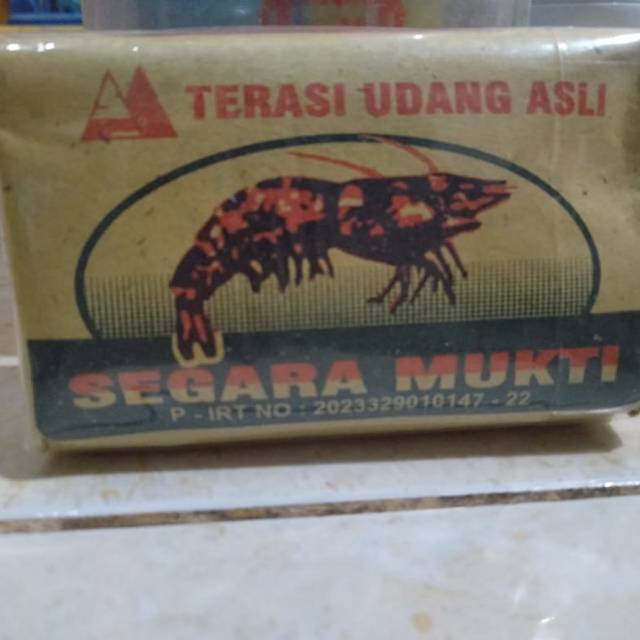 TERASI UDANG ASLI
SEGARA MUKTI
P - IRT NO : 2023329010147 - 22